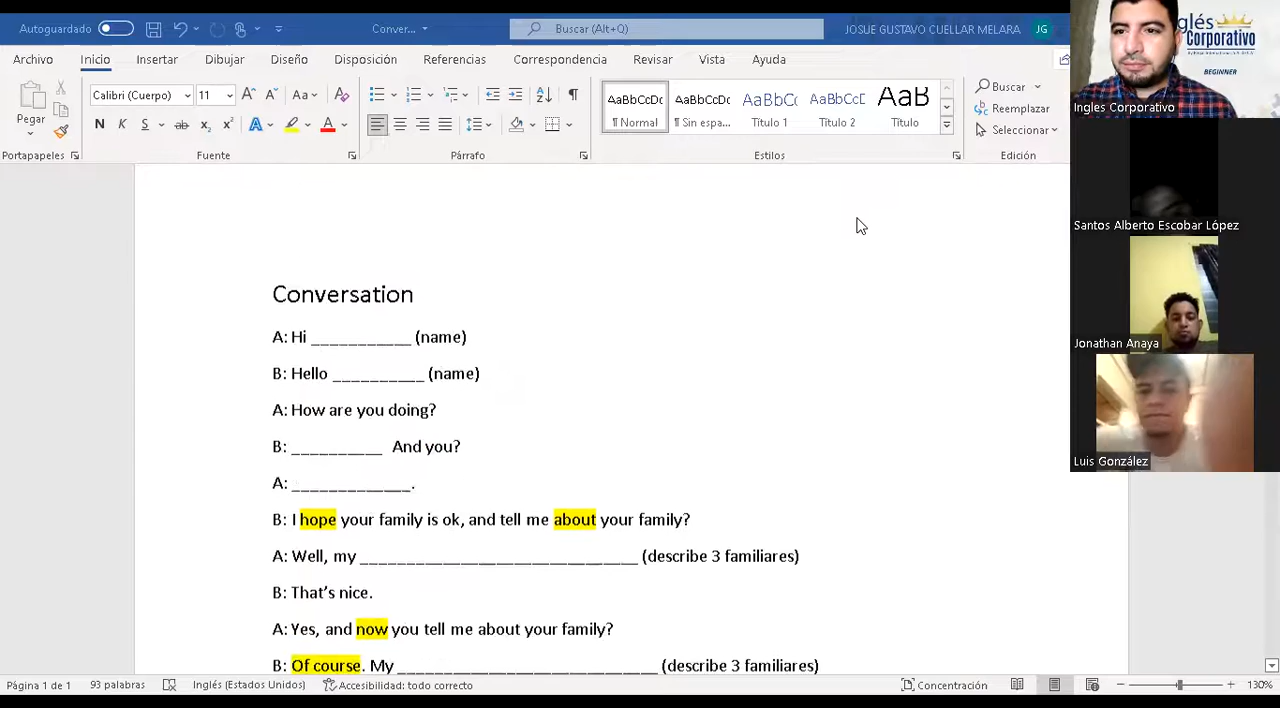 Autoguardado
Conver...
Buscar (Alt+Q)
JOSUE GUSTAVO CUELLAR MELARA
JG
Archivo
Inicio
Insertar
Dibujar
Diseño
Disposición
Referencias
Correspondencia
Revisar
Vista
Ayuda
Pegar
Calibri (Cuerpo)
11
Portapapeles
Fuente
Párrafo
AaBbCcDc
¶ Normal
AaBbCcDc
¶ Sin espa...
AaBbCc
Título 1
AaBbCcD
Título 2
AaB
Título
Estilos
Buscar
Reemplazar
Seleccionar
Edición
Conversation
A: Hi ___________ (name)
B: Hello __________ (name)
A: How are you doing?
B: __________ And you?
A: _____________.
B: I hope your family is ok, and tell me about your family?
A: Well, my ______________________________ (describe 3 familiares)
B: That's nice.
A: Yes, and now you tell me about your family?
B: Of course. My ____________________________ (describe 3 familiares)
Página 1 de 1
93 palabras
Inglés (Estados Unidos)
Accesibilidad: todo correcto
Concentración
130%
Corporativo
BEGINNER
Ingles Corporativo
Santos Alberto Escobar López
Jonathan Anaya
Luis González